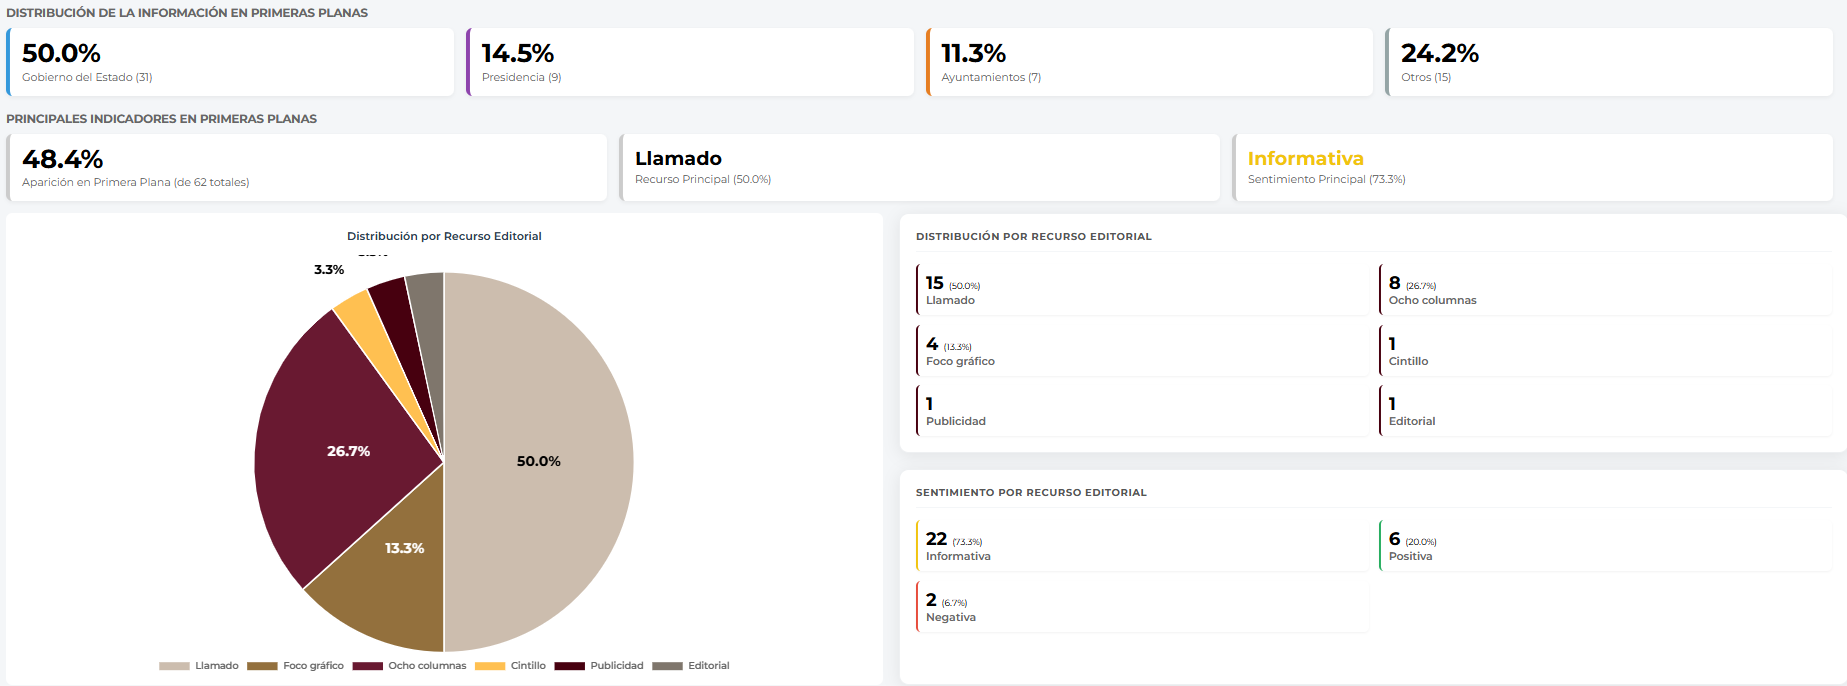 DISTRIBUCIÓN DE LA INFORMACIÓN EN PRIMERAS PLANAS
50.0%
Gobierno del Estado (31)
14.5%
Presidencia (9)
11.3%
Ayuntamientos (7)
24.2%
Otros (15)
PRINCIPALES INDICADORES EN PRIMERAS PLANAS
48.4%
Aparición en Primera Plana (de 62 totales)
Llamado
Recurso Principal (50.0%)
Informativa
Sentimiento Principal (73.3%)
Distribución por Recurso Editorial
3.3%
26.7%
50.0%
13.3%
Llamado Foco gráfico Ocho columnas Cintillo Publicidad Editorial
DISTRIBUCIÓN POR RECURSO EDITORIAL
15 (50.0%)
Llamado
8 (26.7%)
Ocho columnas
4 (13.3%)
Foco gráfico
1
Cintillo
1
Publicidad
1
Editorial
SENTIMIENTO POR RECURSO EDITORIAL
22 (73.3%)
Informativa
6 (20.0%)
Positiva
2 (6.7%)
Negativa